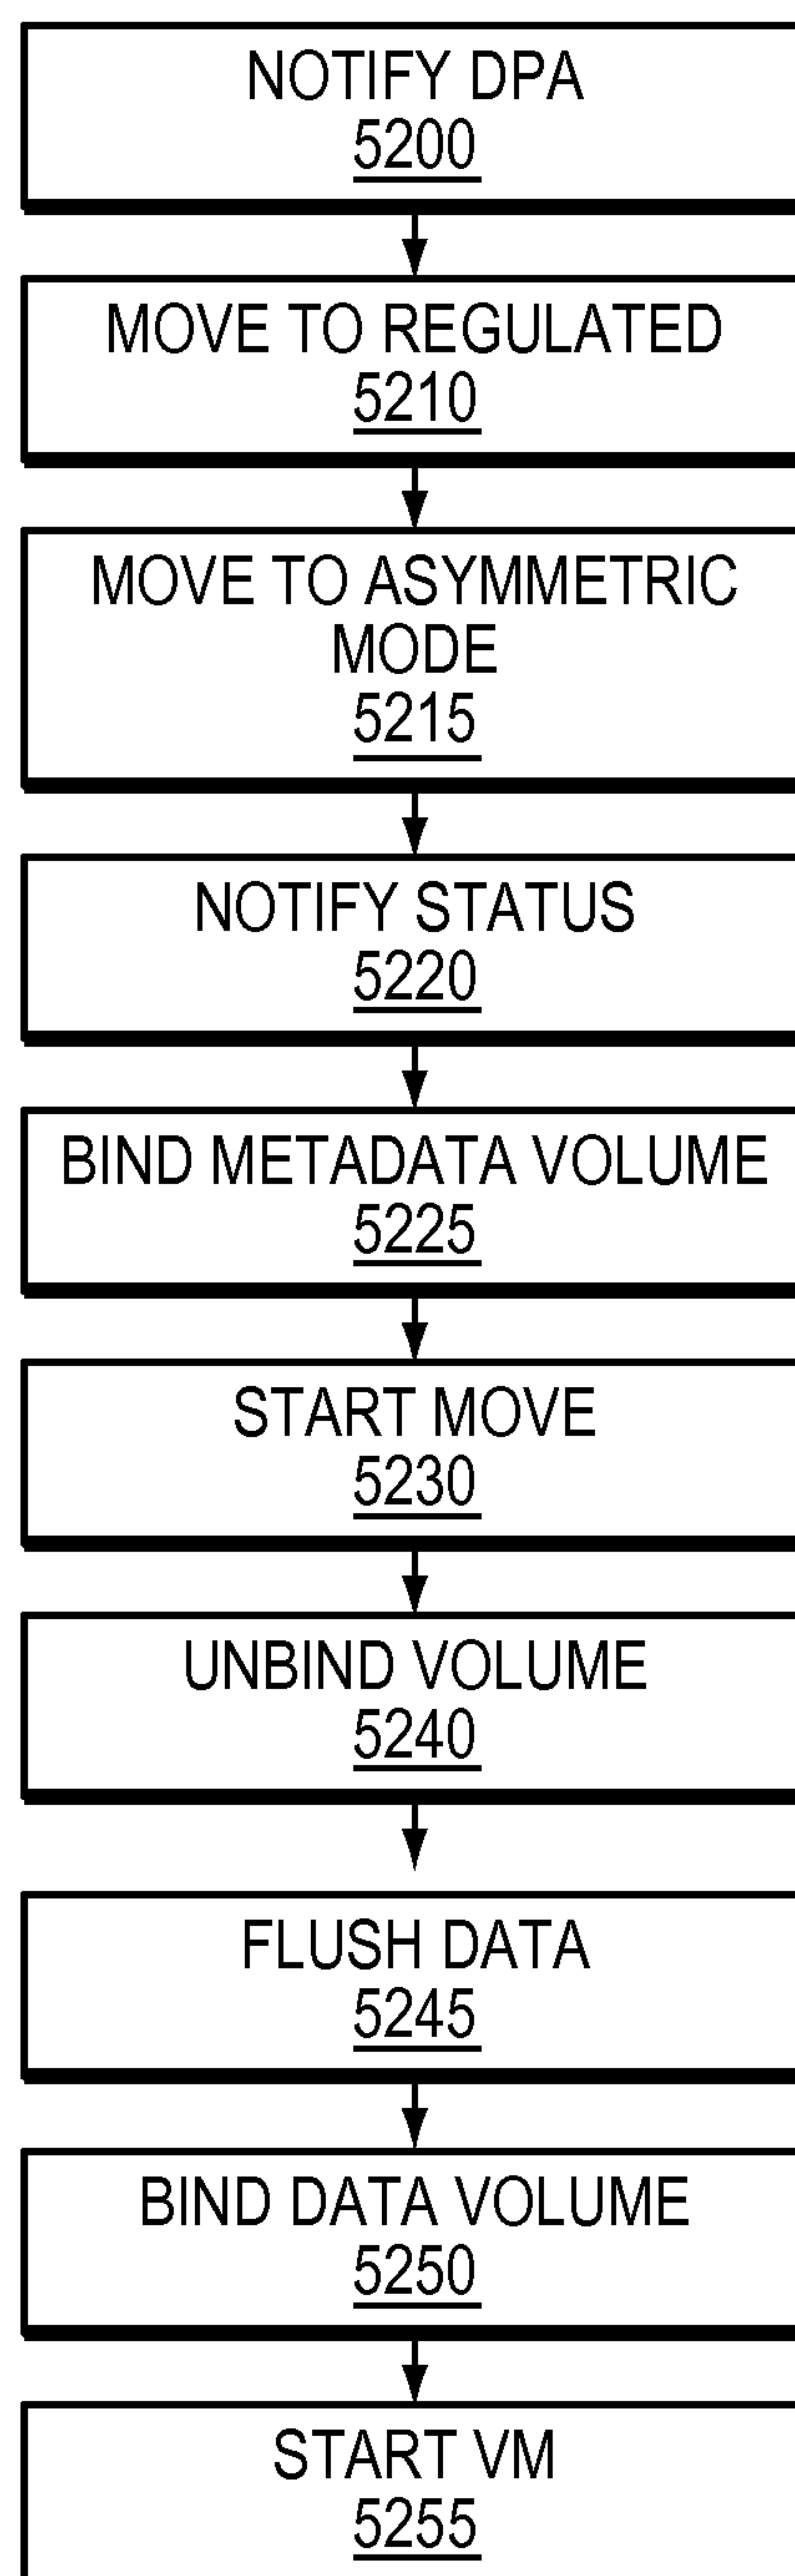 NOTIFY DPA
5200
MOVE TO REGULATED
5210
MOVE TO ASYMMETRIC
MODE
5215
NOTIFY STATUS
5220
BIND METADATA VOLUME
5225
START MOVE
5230
UNBIND VOLUME
5240
FLUSH DATA
5245
BIND DATA VOLUME
5250
START VM
5255